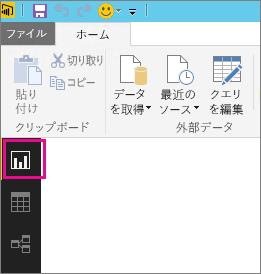 ファイル ホーム
貼り付け
切り取り
コピー
データを取得
最近のソース
クエリを編集
クリップボード 外部データ